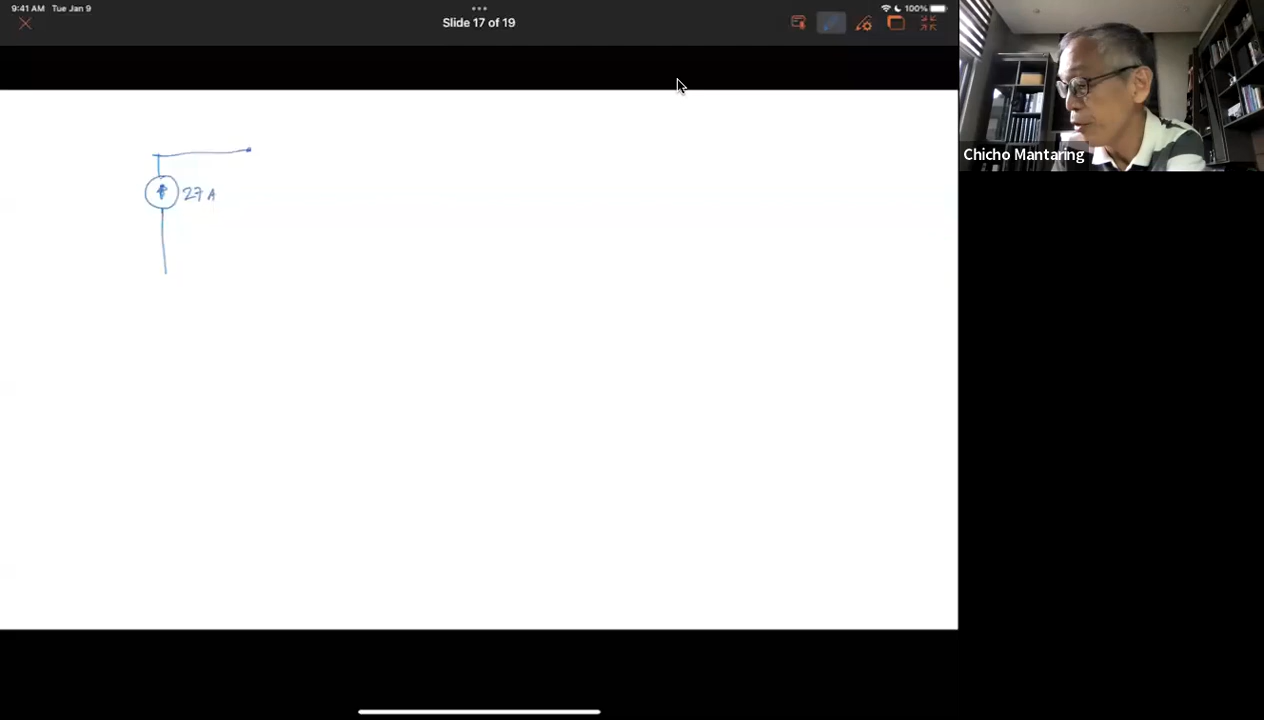 9:41 AM Tue Jan 9
100%
Slide 17 of 19
27 A
Chicho Mantaring